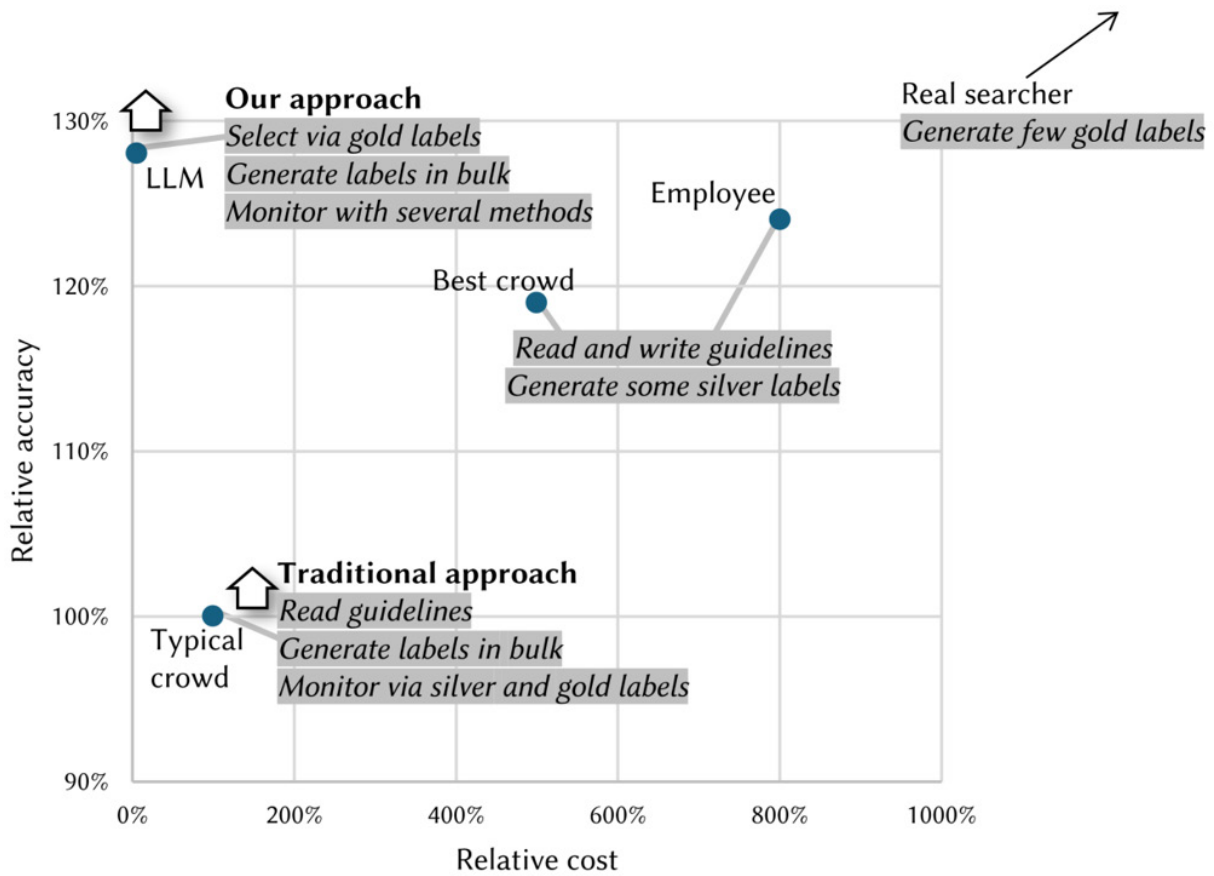 Real searcher
Generate few gold labels
Our approach
Select via gold labels
Generate labels in bulk
Monitor with several methods
LLM
Employee
Best crowd
Read and write guidelines
Generate some silver labels
Traditional approach
Read guidelines
Generate labels in bulk
Monitor via silver and gold labels
Typical
crowd
Relative accuracy
130%
120%
110%
100%
90%
0%
200%
400%
600%
800%
1000%
Relative cost